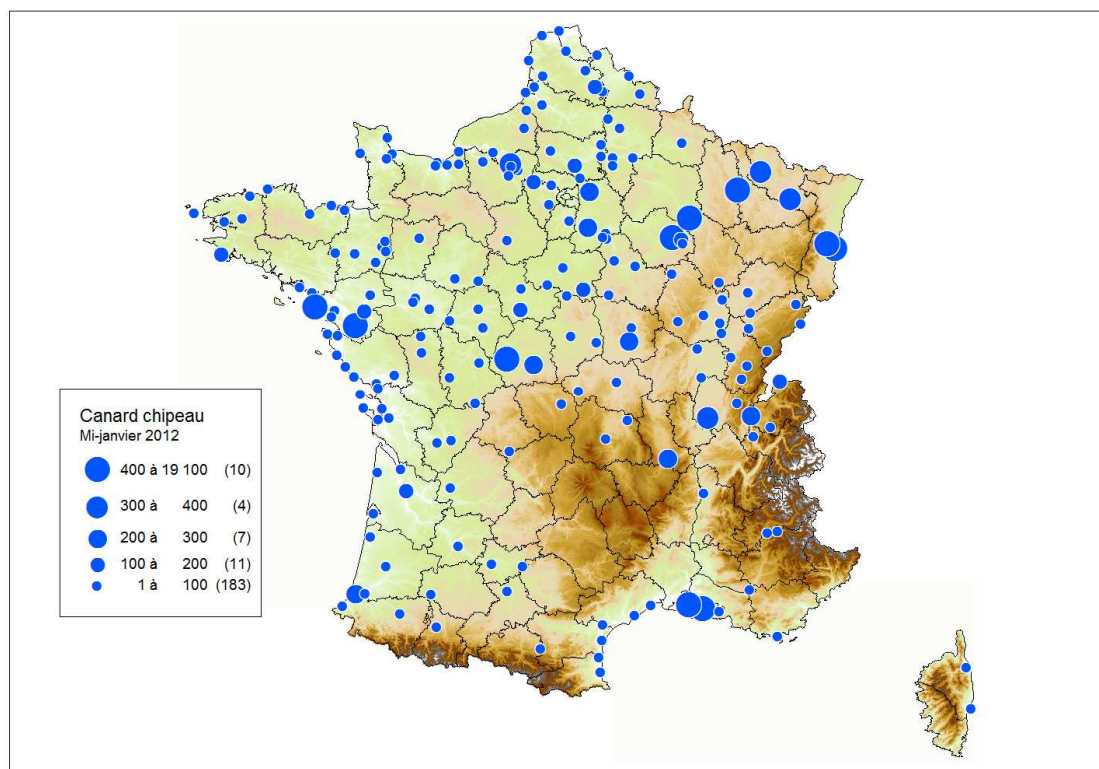 Canard chipeau
Mi-janvier 2012
400 à 19 100 (10)
300 à 400 (4)
200 à 300 (7)
100 à 200 (11)
1 à 100 (183)